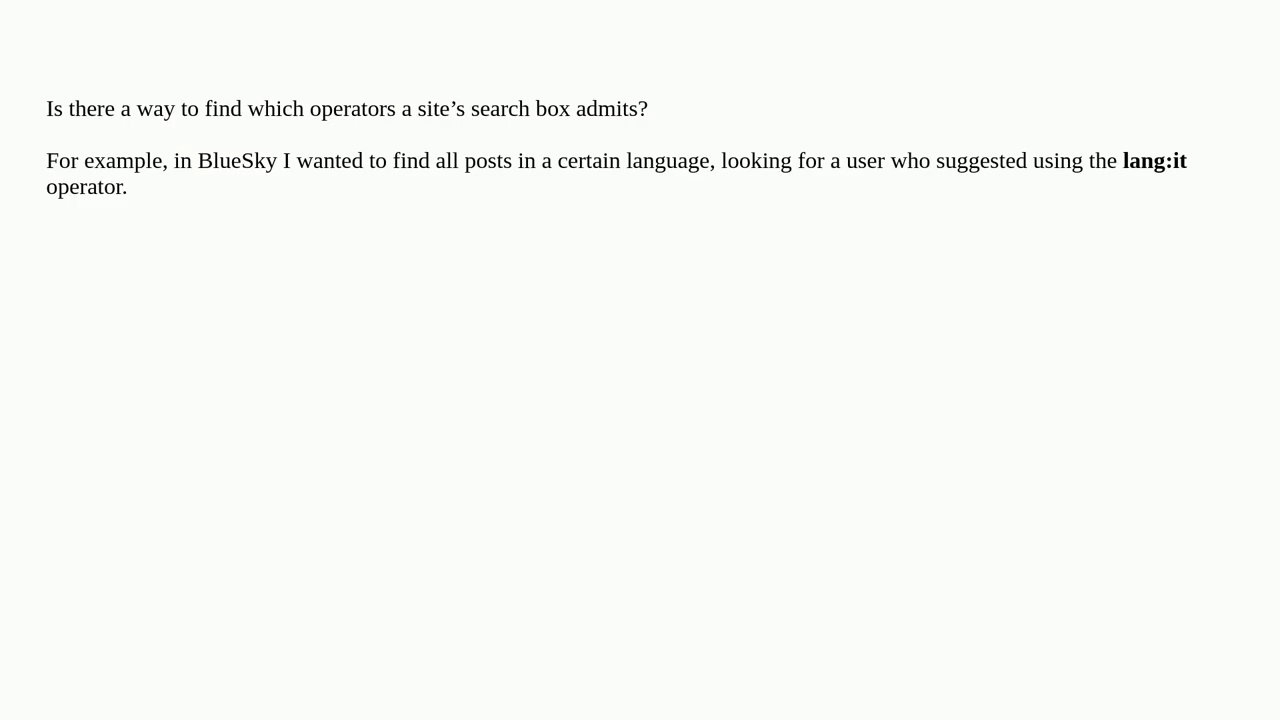 Is there a way to find which operators a site’s search box admits?
For example, in BlueSky I wanted to find all posts in a certain language, looking for a user who suggested using the lang:it
operator.